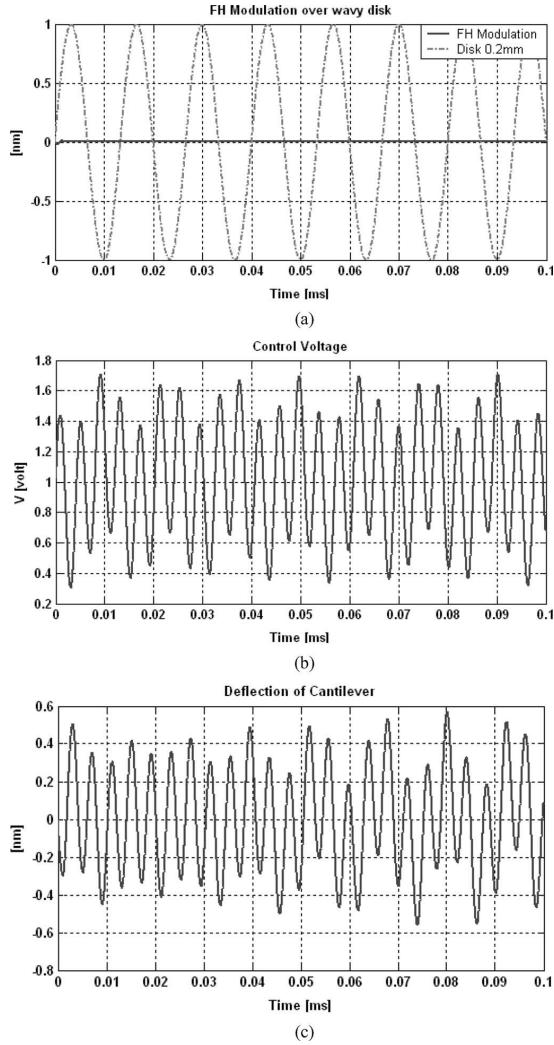 FH Modulation over wavy disk
1
FH Modulation
Disk 0.2mm
0.5
[nm]
0
-0.5
-1
0 0.01 0.02 0.03 0.04 0.05 0.06 0.07 0.08 0.09 0.1
Time [ms]
(a)
Control Voltage
1.8
1.6
1.4
1.2
V [volt]
1
0.8
0.6
0.4
0.2
0 0.01 0.02 0.03 0.04 0.05 0.06 0.07 0.08 0.09 0.1
Time [ms]
(b)
Deflection of Cantilever
0.6
0.4
0.2
[nm]
0
-0.2
-0.4
-0.6
-0.8
0 0.01 0.02 0.03 0.04 0.05 0.06 0.07 0.08 0.09 0.1
Time [ms]
(c)